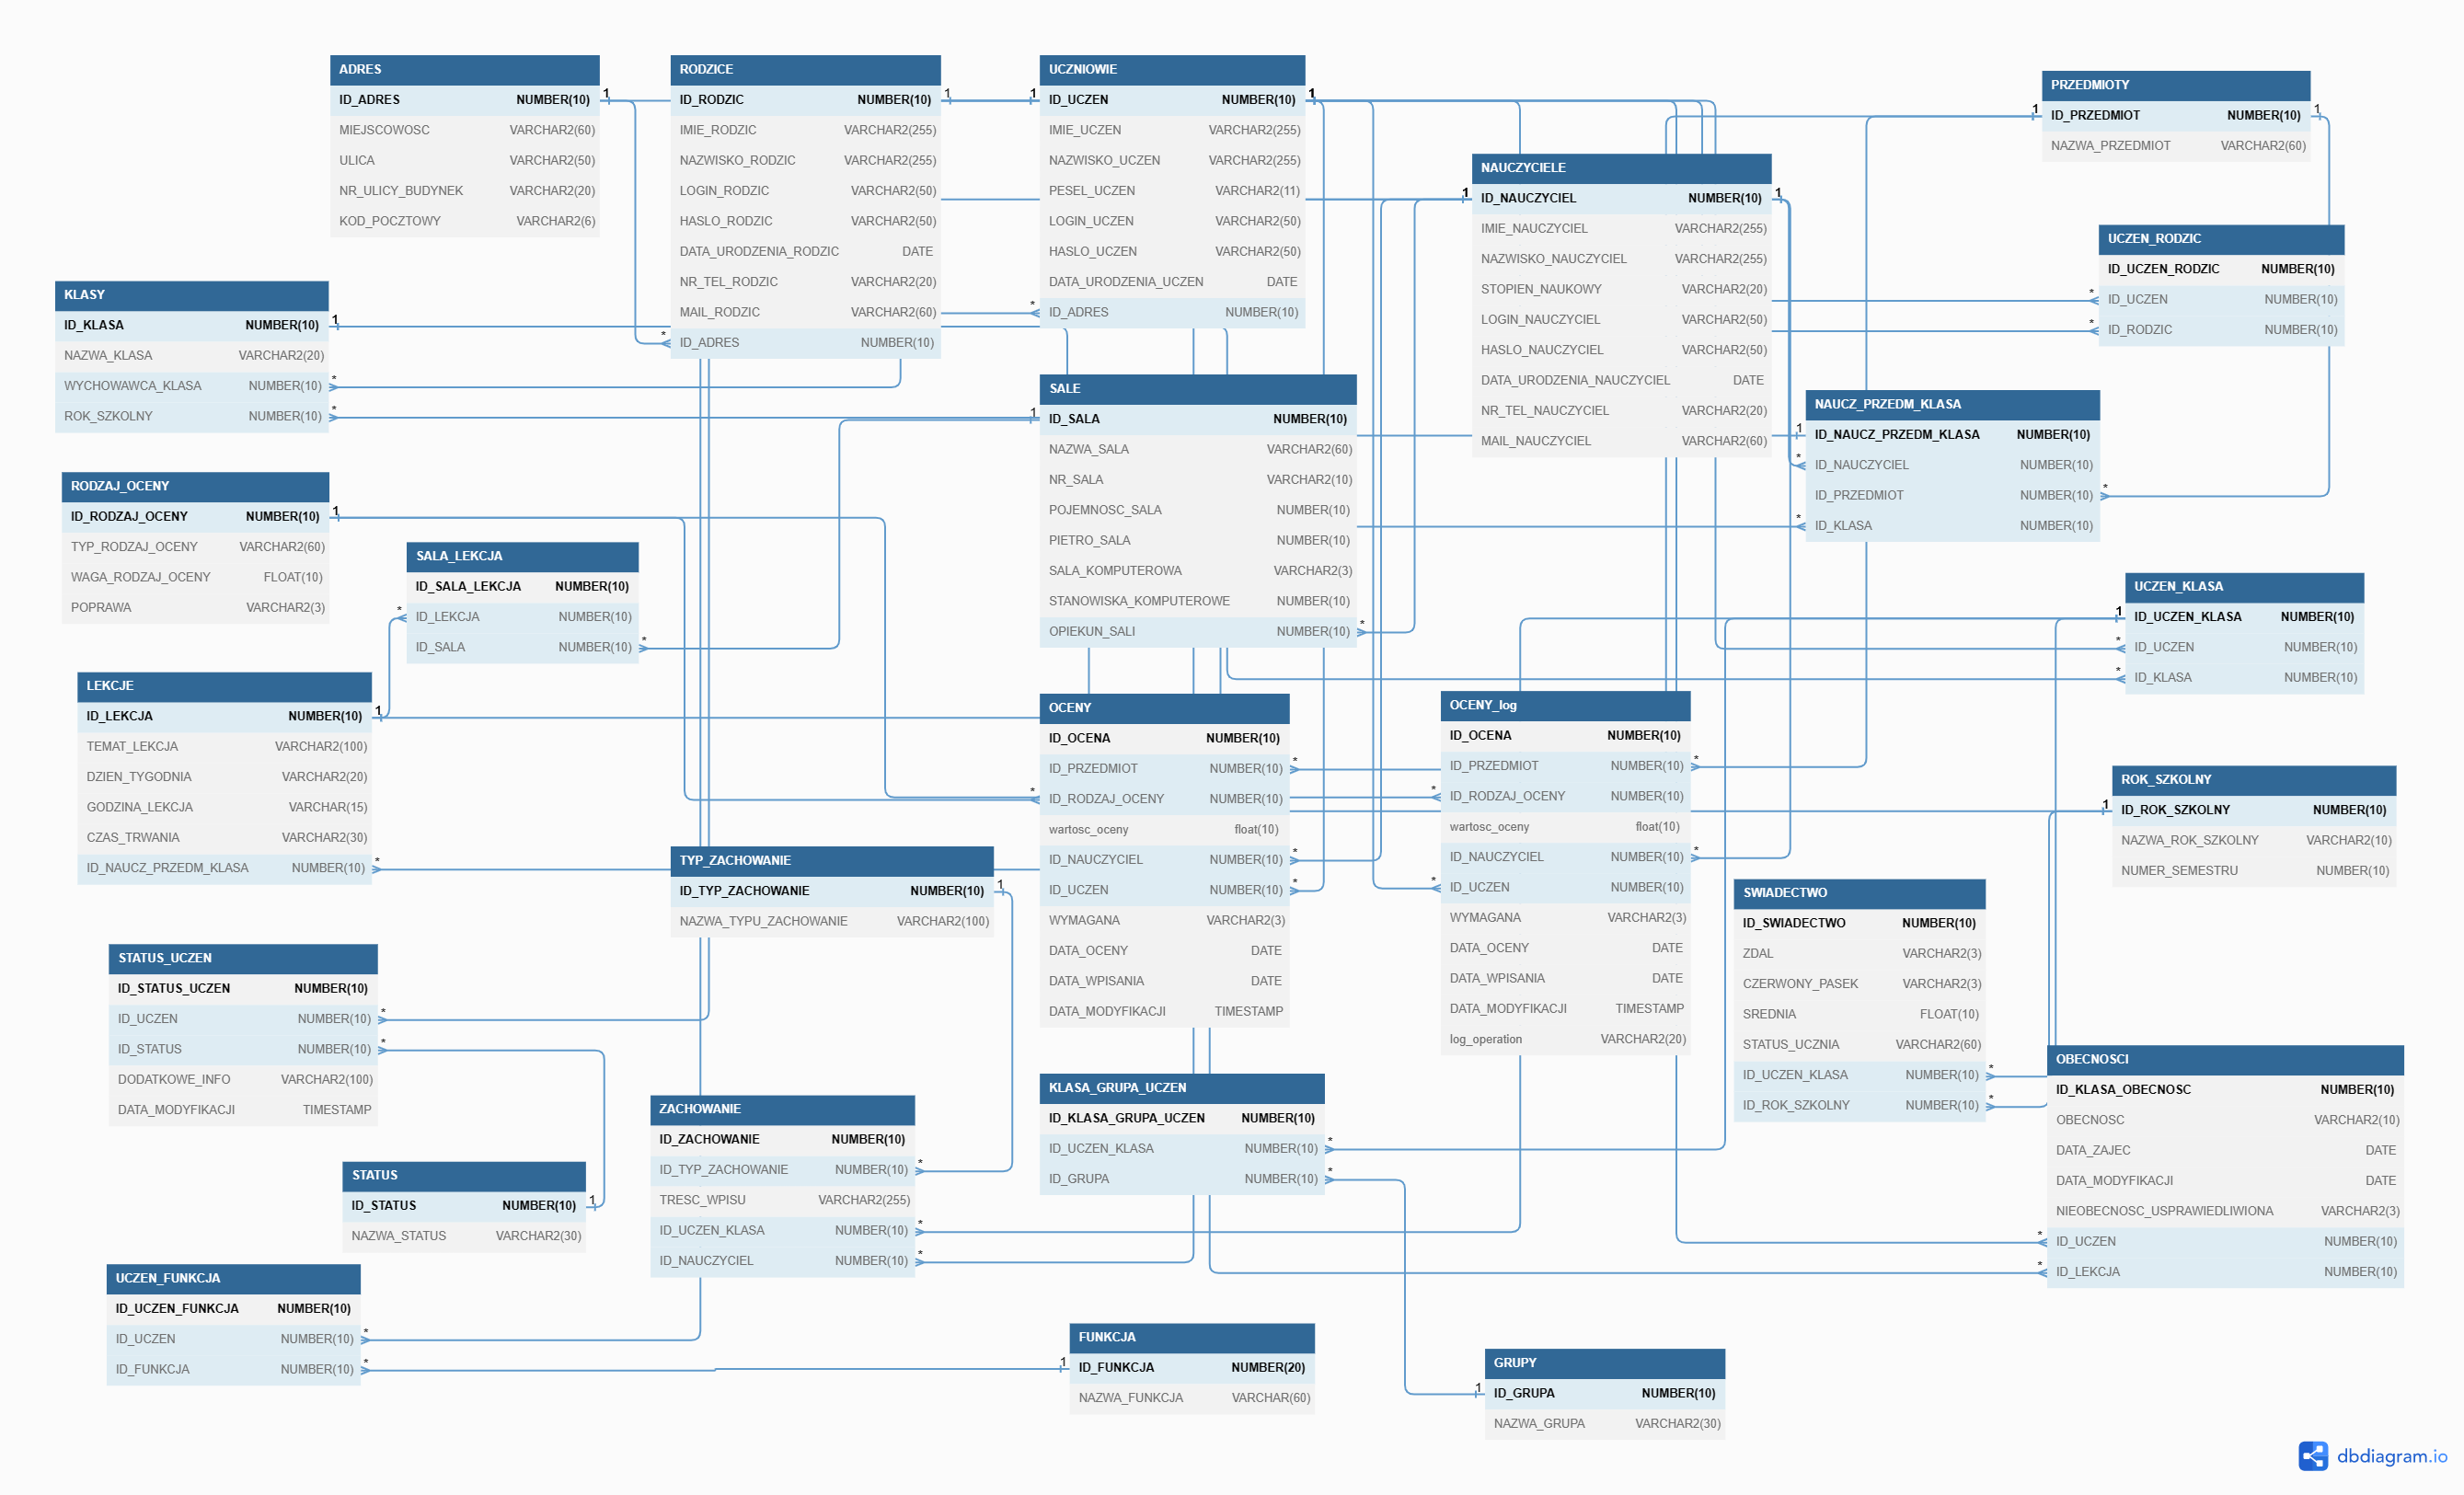 ADRES
ID_ADRES NUMBER(10)
MIEJSCOWOSC VARCHAR2(60)
ULICA VARCHAR2(50)
NR_ULICY_BUDYNEK VARCHAR2(20)
KOD_POCZTOWY VARCHAR2(6)
RODZICE
ID_RODZIC NUMBER(10)
IMIE_RODZIC VARCHAR2(255)
NAZWISKO_RODZIC VARCHAR2(255)
LOGIN_RODZIC VARCHAR2(50)
HASLO_RODZIC VARCHAR2(50)
DATA_URODZENIA_RODZIC DATE
NR_TEL_RODZIC VARCHAR2(20)
MAIL_RODZIC VARCHAR2(60)
ID_ADRES NUMBER(10)
UCZNIOWIE
ID_UCZEN NUMBER(10)
IMIE_UCZEN VARCHAR2(255)
NAZWISKO_UCZEN VARCHAR2(255)
PESEL_UCZEN VARCHAR2(11)
LOGIN_UCZEN VARCHAR2(50)
HASLO_UCZEN VARCHAR2(50)
DATA_URODZENIA_UCZEN DATE
ID_ADRES NUMBER(10)
NAUCZYCIELE
ID_NAUCZYCIEL NUMBER(10)
IMIE_NAUCZYCIEL VARCHAR2(255)
NAZWISKO_NAUCZYCIEL VARCHAR2(255)
STOPIEN_NAUKOWY VARCHAR2(20)
LOGIN_NAUCZYCIEL VARCHAR2(50)
HASLO_NAUCZYCIEL VARCHAR2(50)
DATA_URODZENIA_NAUCZYCIEL DATE
NR_TEL_NAUCZYCIEL VARCHAR2(20)
MAIL_NAUCZYCIEL VARCHAR2(60)
PRZEDMIOTY
ID_PRZEDMIOT NUMBER(10)
NAZWA_PRZEDMIOT VARCHAR2(60)
UCZEN_RODZIC
ID_UCZEN_RODZIC NUMBER(10)
ID_UCZEN NUMBER(10)
ID_RODZIC NUMBER(10)
KLASY
ID_KLASA NUMBER(10)
NAZWA_KLASA VARCHAR2(20)
WYCHOWAWCA_KLASA NUMBER(10)
ROK_SZKOLNY NUMBER(10)
SALE
ID_SALA NUMBER(10)
NAZWA_SALA VARCHAR2(60)
NR_SALA VARCHAR2(10)
POJEMNOSC_SALA NUMBER(10)
PIETRO_SALA NUMBER(10)
SALA_KOMPUTEROWA VARCHAR2(3)
STANOWISKA_KOMPUTEROWE NUMBER(10)
OPIEKUN_SALI NUMBER(10)
NAUCZ_PRZEDM_KLASA
ID_NAUCZ_PRZEDM_KLASA NUMBER(10)
ID_NAUCZYCIEL NUMBER(10)
ID_PRZEDMIOT NUMBER(10)
ID_KLASA NUMBER(10)
RODZAJ_OCENY
ID_RODZAJ_OCENY NUMBER(10)
TYP_RODZAJ_OCENY VARCHAR2(60)
WAGA_RODZAJ_OCENY FLOAT(10)
POPRAWA VARCHAR2(3)
SALA_LEKCJA
ID_SALA_LEKCJA NUMBER(10)
ID_LEKCJA NUMBER(10)
ID_SALA NUMBER(10)
UCZEN_KLASA
ID_UCZEN_KLASA NUMBER(10)
ID_UCZEN NUMBER(10)
ID_KLASA NUMBER(10)
LEKCJE
ID_LEKCJA NUMBER(10)
TEMAT_LEKCJA VARCHAR2(100)
DZIEN_TYGODNIA VARCHAR2(20)
GODZINA_LEKCJA VARCHAR(15)
CZAS_TRWANIA VARCHAR2(30)
ID_NAUCZ_PRZEDM_KLASA NUMBER(10)
OCENY
ID_OCENA NUMBER(10)
ID_PRZEDMIOT NUMBER(10)
ID_RODZAJ_OCENY NUMBER(10)
wartosc_oceny float(10)
ID_NAUCZYCIEL NUMBER(10)
ID_UCZEN NUMBER(10)
WYMAGANA VARCHAR2(3)
DATA_OCENY DATE
DATA_WPISANIA DATE
DATA_MODYFIKACJI TIMESTAMP
OCENY_log
ID_OCENA NUMBER(10)
ID_PRZEDMIOT NUMBER(10)
ID_RODZAJ_OCENY NUMBER(10)
wartosc_oceny float(10)
ID_NAUCZYCIEL NUMBER(10)
ID_UCZEN NUMBER(10)
WYMAGANA VARCHAR2(3)
DATA_OCENY DATE
DATA_WPISANIA DATE
DATA_MODYFIKACJI TIMESTAMP
log_operation VARCHAR2(20)
ROK_SZKOLNY
ID_ROK_SZKOLNY NUMBER(10)
NAZWA_ROK_SZKOLNY VARCHAR2(10)
NUMER_SEMESTRU NUMBER(10)
TYP_ZACHOWANIE
ID_TYP_ZACHOWANIE NUMBER(10)
NAZWA_TYPU_ZACHOWANIE VARCHAR2(100)
SWIADECTWO
ID_SWIADECTWO NUMBER(10)
ZDAL VARCHAR2(3)
CZERWONY_PASEK VARCHAR2(3)
SREDNIA FLOAT(10)
STATUS_UCZNIA VARCHAR2(60)
ID_UCZEN_KLASA NUMBER(10)
ID_ROK_SZKOLNY NUMBER(10)
STATUS_UCZEN
ID_STATUS_UCZEN NUMBER(10)
ID_UCZEN NUMBER(10)
ID_STATUS NUMBER(10)
DODATKOWE_INFO VARCHAR2(100)
DATA_MODYFIKACJI TIMESTAMP
OBECNOSCI
ID_KLASA_OBECNOSC NUMBER(10)
OBECNOSC VARCHAR2(10)
DATA_ZAJEC DATE
DATA_MODYFIKACJI DATE
NIEOBECNOSC_USPRAWIEDLIWIONA VARCHAR2(3)
ID_UCZEN NUMBER(10)
ID_LEKCJA NUMBER(10)
ZACHOWANIE
ID_ZACHOWANIE NUMBER(10)
ID_TYP_ZACHOWANIE NUMBER(10)
TRESC_WPISU VARCHAR2(255)
ID_UCZEN_KLASA NUMBER(10)
ID_NAUCZYCIEL NUMBER(10)
KLASA_GRUPA_UCZEN
ID_KLASA_GRUPA_UCZEN NUMBER(10)
ID_UCZEN_KLASA NUMBER(10)
ID_GRUPA NUMBER(10)
STATUS
ID_STATUS NUMBER(10)
NAZWA_STATUS VARCHAR2(30)
UCZEN_FUNKCJA
ID_UCZEN_FUNKCJA NUMBER(10)
ID_UCZEN NUMBER(10)
ID_FUNKCJA NUMBER(10)
FUNKCJA
ID_FUNKCJA NUMBER(20)
NAZWA_FUNKCJA VARCHAR(60)
GRUPY
ID_GRUPA NUMBER(10)
NAZWA_GRUPA VARCHAR2(30)
dbdiagram.io